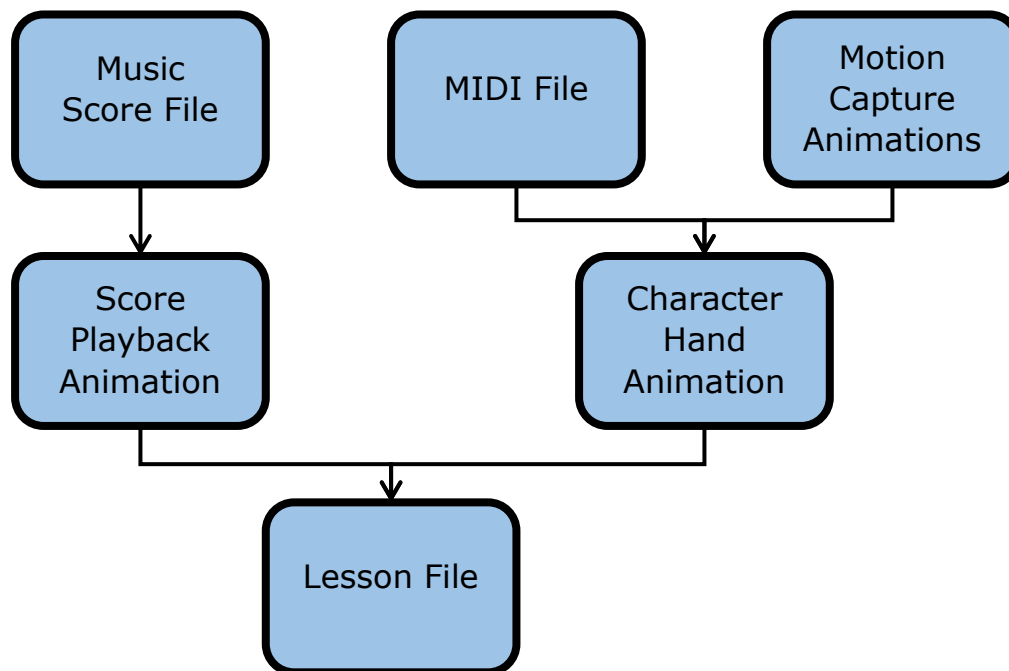 Music
Score File
MIDI File
Motion
Capture
Animations
Score
Playback
Animation
Character
Hand
Animation
Lesson File